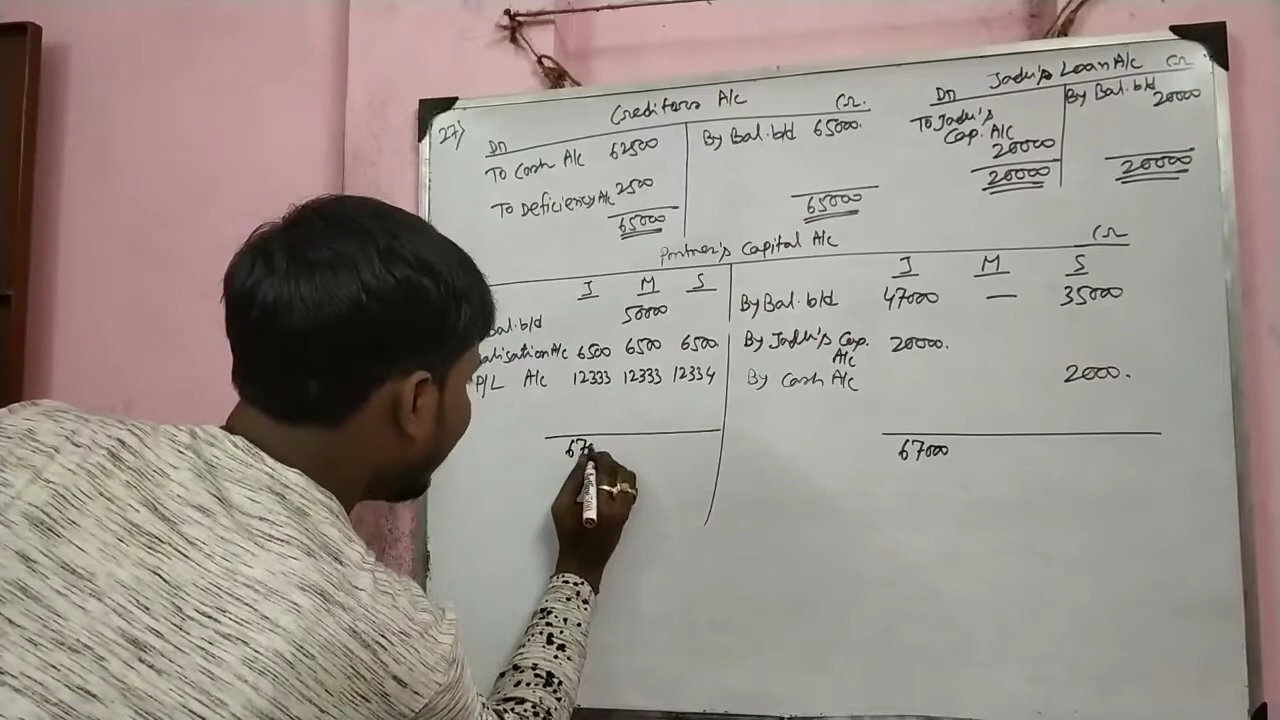 27)
Creditors A/c
Dr Cr.
To Cash A/c 62500 By Bal. b/d 65000.
To Deficiency A/c 2500
65000 65000
Jadu's Loan A/c
Dr Cr
To Jadu's Cap. A/c 20000 By Bal. b/d 20000
20000 20000
Partner's Capital A/c
Cr
J M S J M S
Bal. b/d 50000 By Bal. b/d 47000 — 35000
alisation A/c 6500 6500 6500. By Jadu's Cap. A/c 20000.
P/L A/c 12333 12333 12334 By Cash A/c 2000.
670 67000